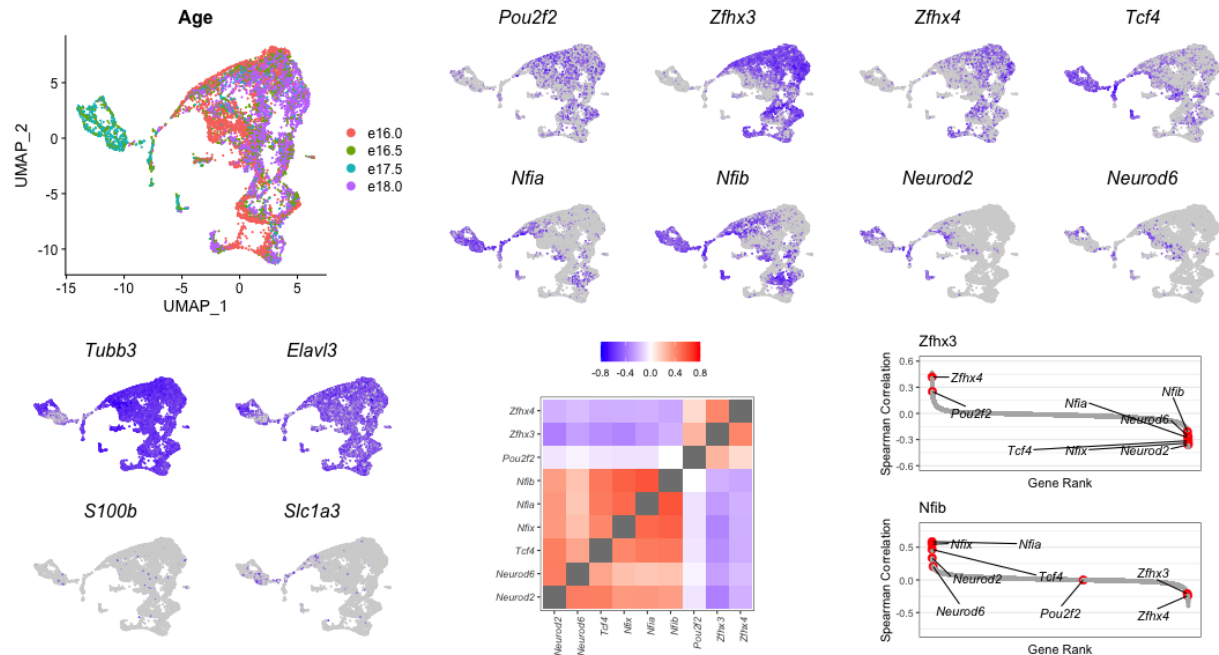 Age
UMAP_2
5
0
-5
-10
-15
-10
-5
0
5
UMAP_1
e16.0
e16.5
e17.5
e18.0
Pou2f2
Zfhx3
Zfhx4
Tcf4
Nfia
Nfib
Neurod2
Neurod6
Tubb3
Elavl3
S100b
Slc1a3
-0.8 -0.4 0.0 0.4 0.8
Zfhx4
Zfhx3
Pou2f2
Nfib
Nfia
Nfix
Tcf4
Neurod6
Neurod2
Neurod2
Neurod6
Tcf4
Nfix
Nfia
Nfib
Pou2f2
Zfhx3
Zfhx4
Zfhx3
Spearman Correlation
0.6
0.3
0.0
-0.3
-0.6
Zfhx4
Pou2f2
Nfib
Nfia
Neurod6
Tcf4
Nfix
Neurod2
Gene Rank
Nfib
Spearman Correlation
0.5
0.0
-0.5
Nfix
Nfia
Neurod2
Tcf4
Zfhx3
Neurod6
Pou2f2
Zfhx4
Gene Rank